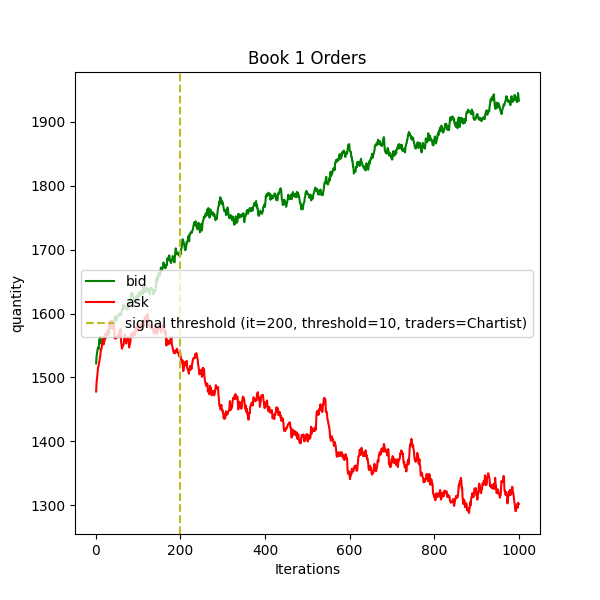 Book 1 Orders
quantity
1900
1800
1700
1600
1500
1400
1300
bid
ask
signal threshold (it=200, threshold=10, traders=Chartist)
0 200 400 600 800 1000
Iterations